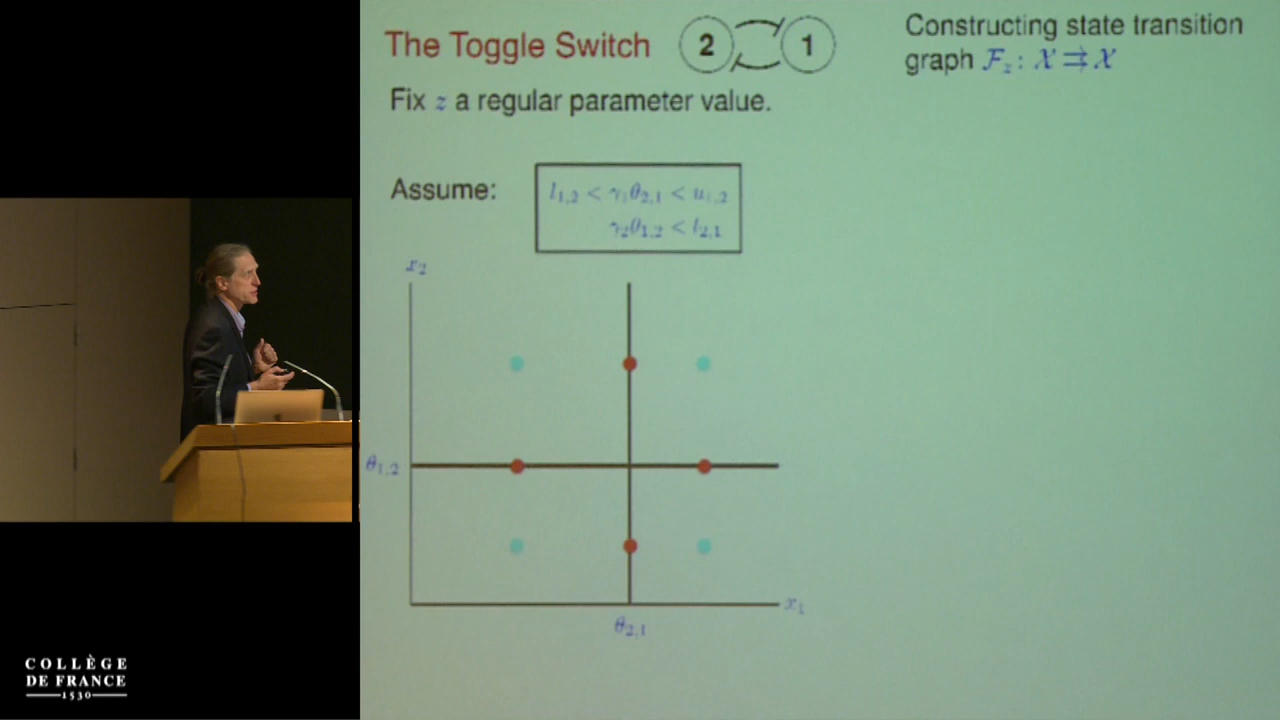 The Toggle Switch
2
1
Constructing state transition
graph F_z : X ⇉ X
Fix z a regular parameter value.
Assume:
l_{1,2} < γ_1θ_{2,1} < u_{1,2}
γ_2θ_{1,2} < l_{2,1}
x_2
θ_{1,2}
x_1
θ_{2,1}
COLLÈGE
DE FRANCE
1530